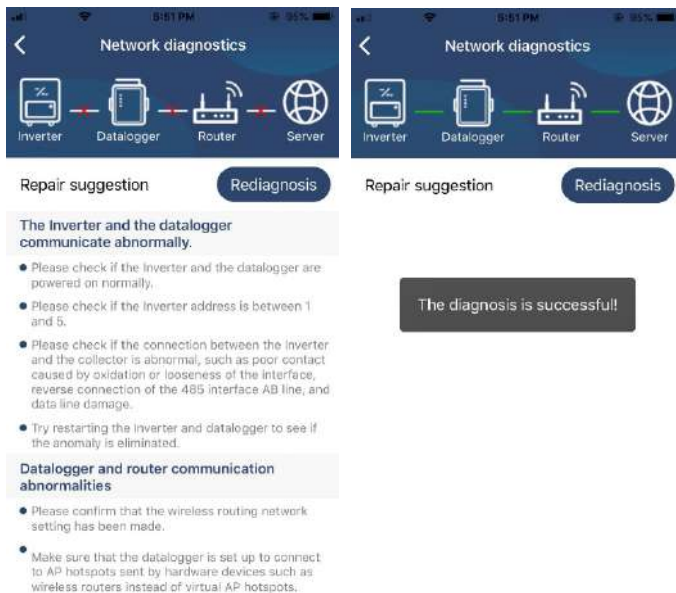 5:51 PM
95%
Network diagnostics
Inverter Datalogger Router Server
Repair suggestion
Rediagnosis
The Inverter and the datalogger
communicate abnormally.
Please check if the Inverter and the datalogger are
powered on normally.
Please check if the Inverter address is between 1
and 5.
Please check if the connection between the Inverter
and the collector is abnormal, such as poor contact
caused by oxidation or looseness of the interface,
reverse connection of the 485 interface AB line, and
data line damage.
Try restarting the Inverter and datalogger to see if
the anomaly is eliminated.
Datalogger and router communication
abnormalities
Please confirm that the wireless routing network
setting has been made.
Make sure that the datalogger is set up to connect
to AP hotspots sent by hardware devices such as
wireless routers instead of virtual AP hotspots.
5:51 PM
95%
Network diagnostics
Inverter Datalogger Router Server
Repair suggestion
Rediagnosis
The diagnosis is successful!